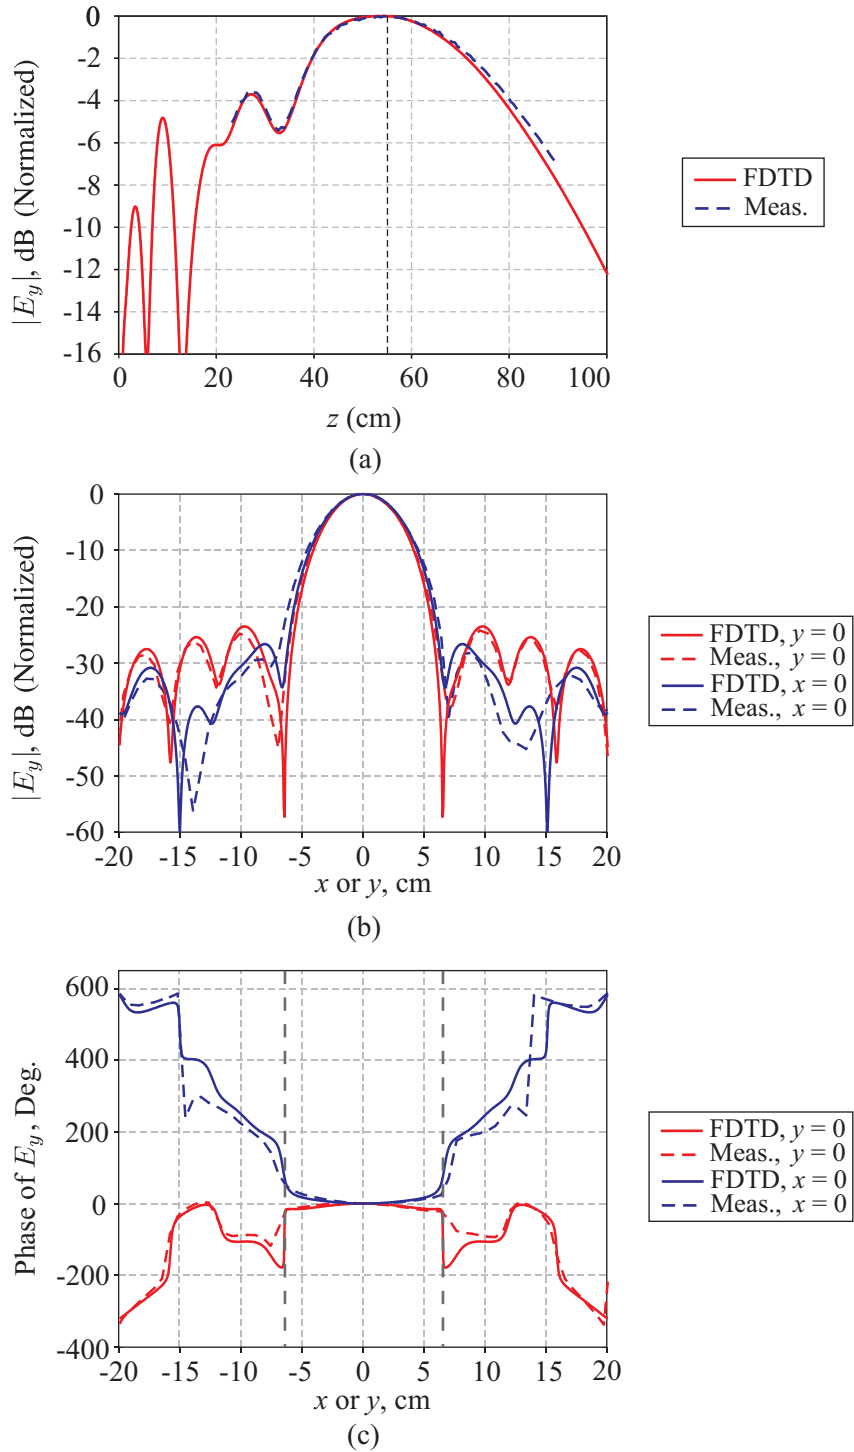 0
-2
-4
-6
-8
-10
-12
-14
-16
|E_y|, dB (Normalized)
0 20 40 60 80 100
z (cm)
FDTD
Meas.
(a)
0
-10
-20
-30
-40
-50
-60
|E_y|, dB (Normalized)
-20 -15 -10 -5 0 5 10 15 20
x or y, cm
FDTD, y = 0
Meas., y = 0
FDTD, x = 0
Meas., x = 0
(b)
600
400
200
0
-200
-400
Phase of E_y, Deg.
-20 -15 -10 -5 0 5 10 15 20
x or y, cm
FDTD, y = 0
Meas., y = 0
FDTD, x = 0
Meas., x = 0
(c)